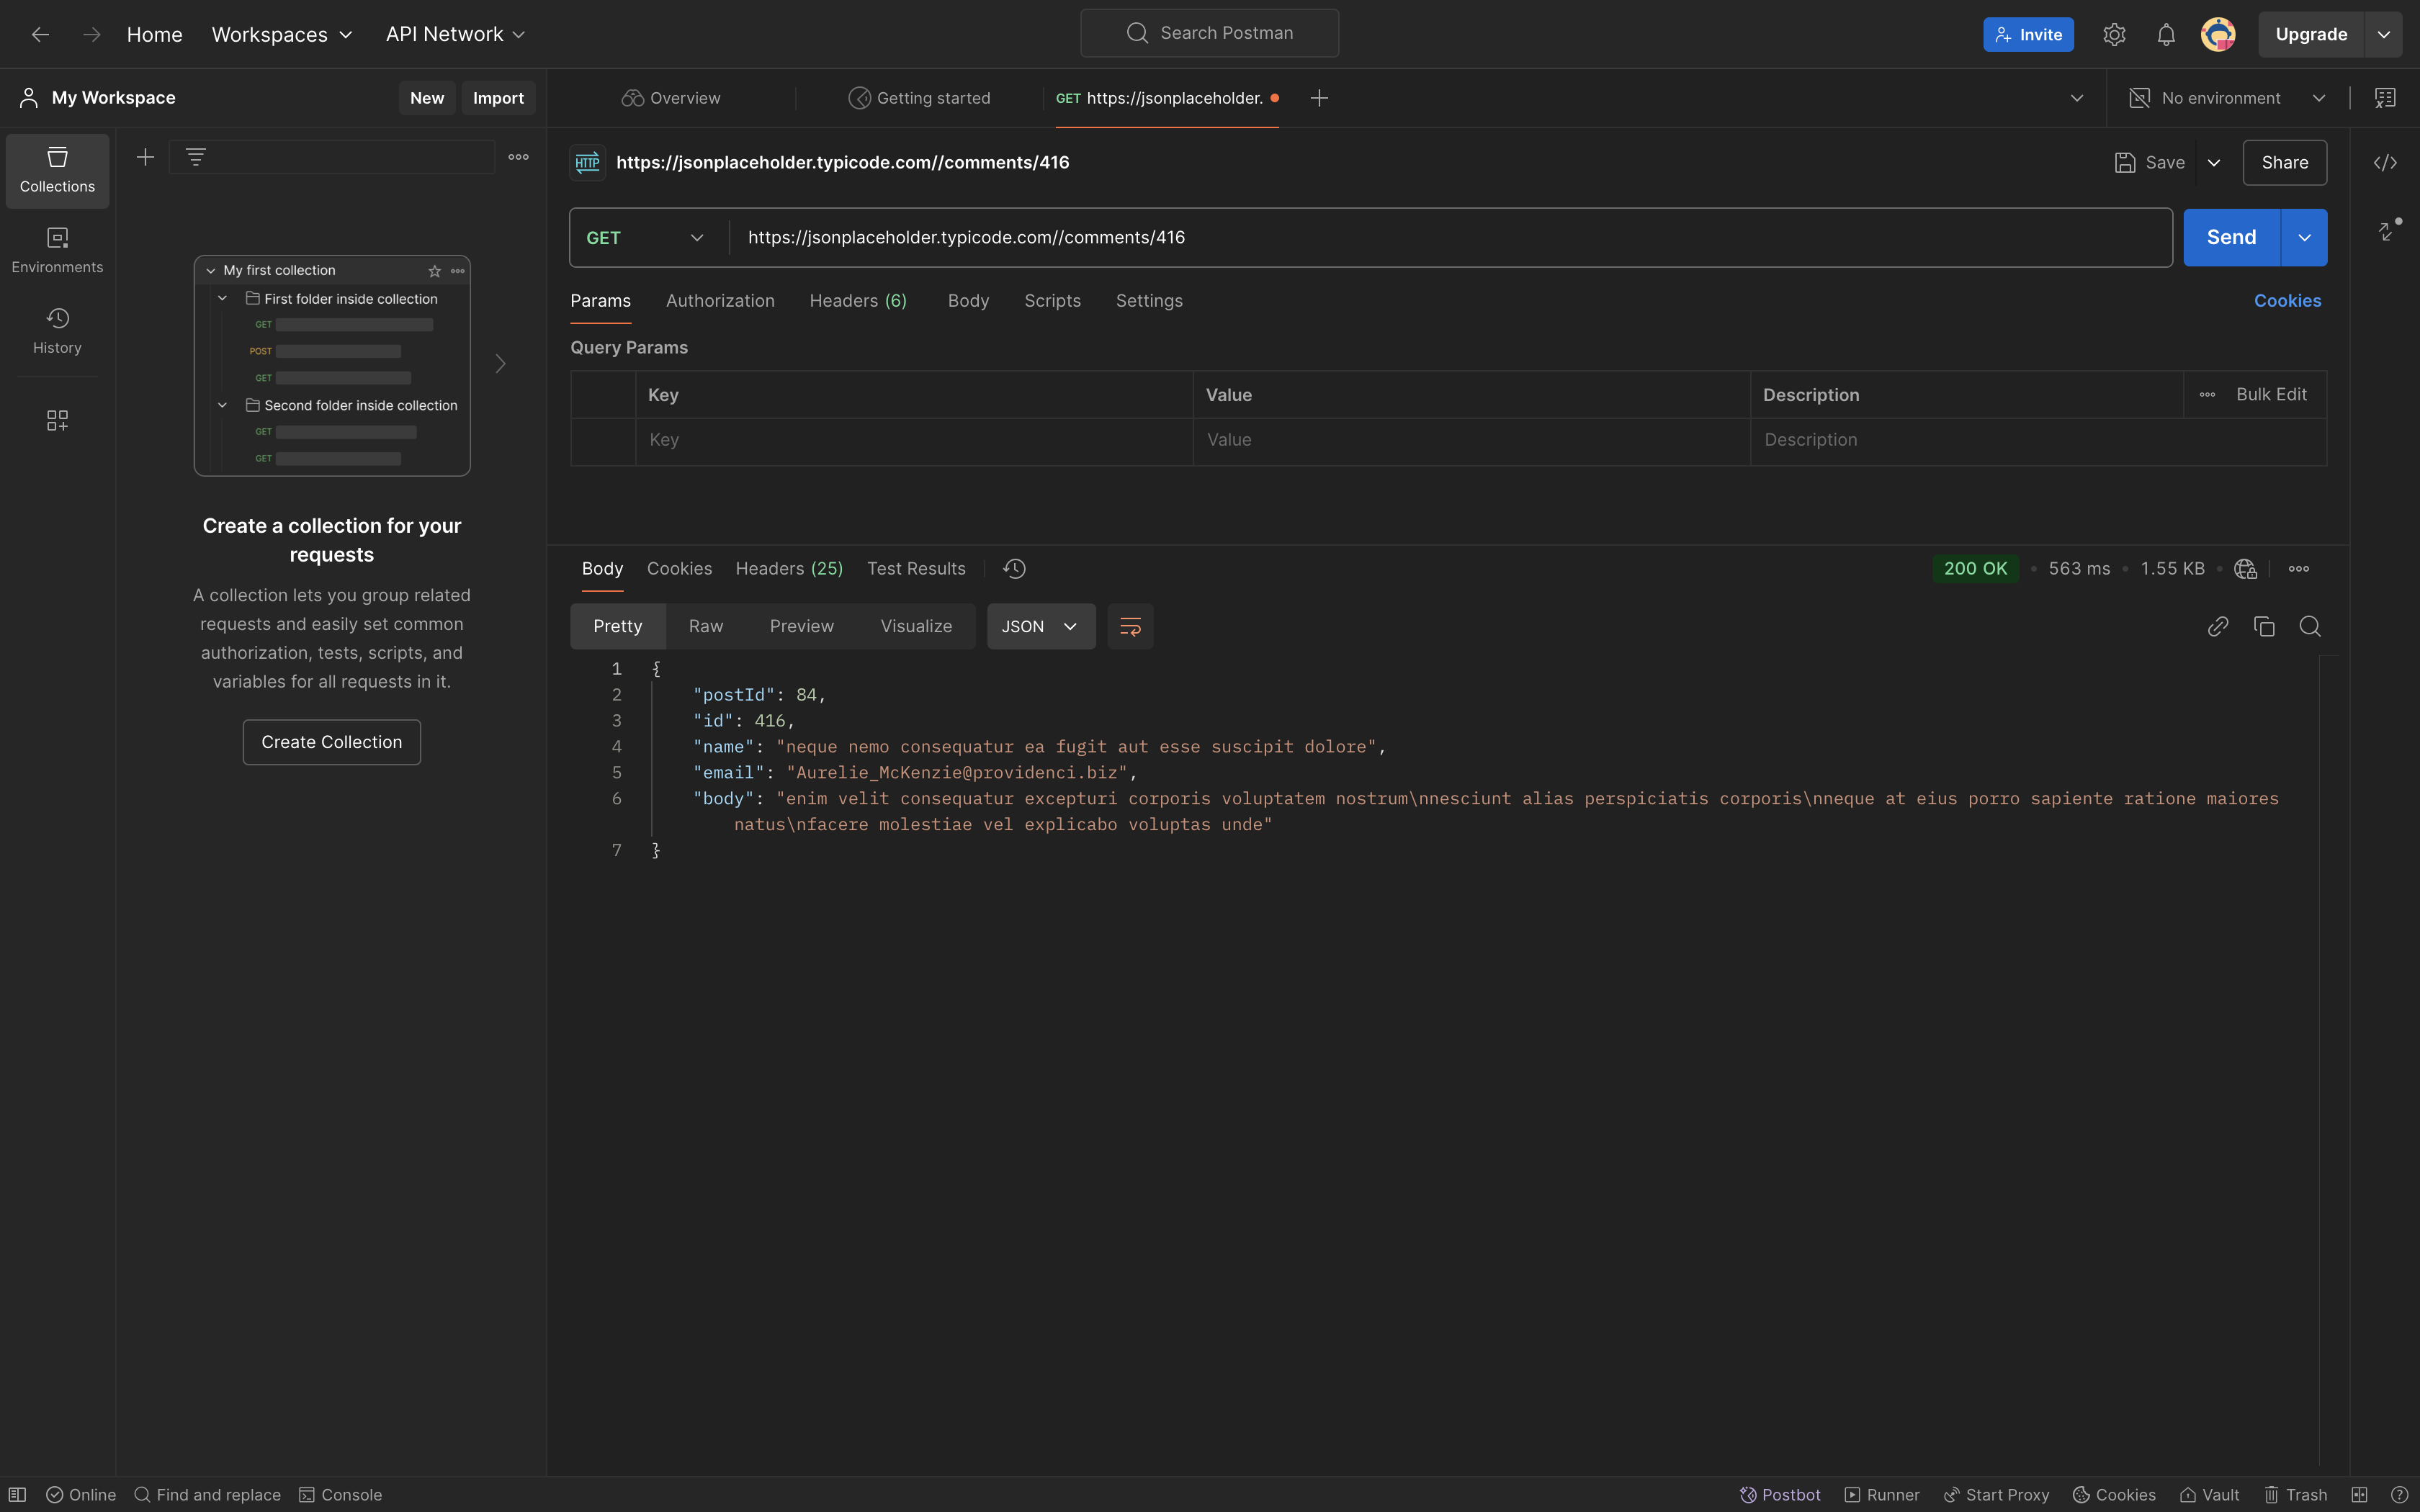 Home Workspaces API Network Search Postman Invite Upgrade
My Workspace New Import Overview Getting started GET https://jsonplaceholder. No environment
Collections
Environments
History
My first collection
First folder inside collection
GET
POST
GET
Second folder inside collection
GET
GET
Create a collection for your
requests
A collection lets you group related
requests and easily set common
authorization, tests, scripts, and
variables for all requests in it.
Create Collection
HTTP https://jsonplaceholder.typicode.com//comments/416 Save Share
GET https://jsonplaceholder.typicode.com//comments/416 Send
Params Authorization Headers (6) Body Scripts Settings Cookies
Query Params
Key Value Description Bulk Edit
Key Value Description
Body Cookies Headers (25) Test Results 200 OK 563 ms 1.55 KB
Pretty Raw Preview Visualize JSON
1 {
2 "postId": 84,
3 "id": 416,
4 "name": "neque nemo consequatur ea fugit aut esse suscipit dolore",
5 "email": "Aurelie_McKenzie@providenci.biz",
6 "body": "enim velit consequatur excepturi corporis voluptatem nostrum\nnesciunt alias perspiciatis corporis\nneque at eius porro sapiente ratione maiores
natus\nfacere molestiae vel explicabo voluptas unde"
7 }
Online Find and replace Console Postbot Runner Start Proxy Cookies Vault Trash